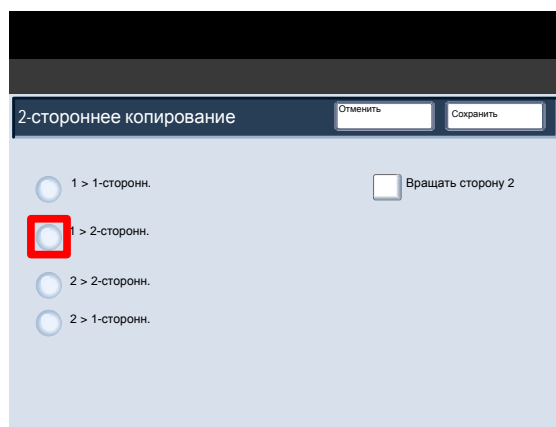 2-стороннее копирование
Отменить
Сохранить
1 > 1-сторонн.
Вращать сторону 2
1 > 2-сторонн.
2 > 2-сторонн.
2 > 1-сторонн.